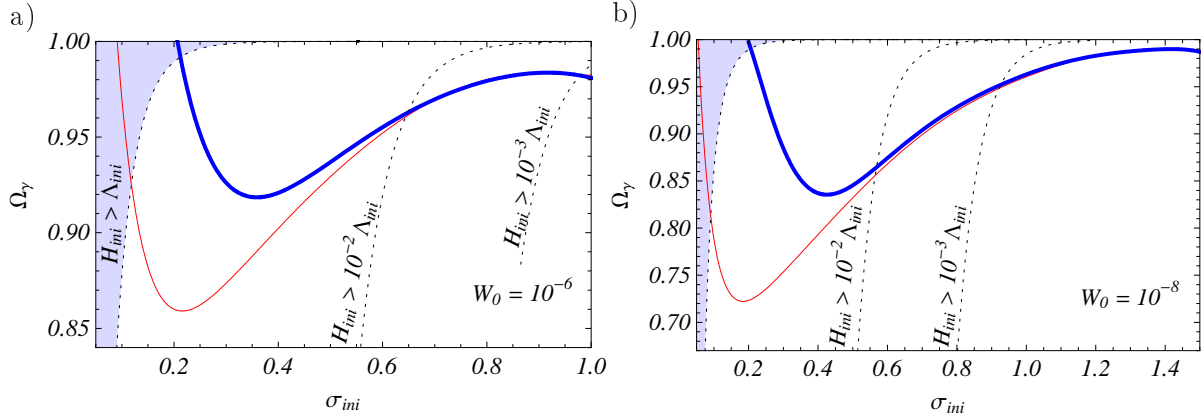 a)
1.00
0.95
0.90
0.85
Ωγ
0.2
0.4
0.6
0.8
1.0
σini
Hini > Λini
Hini > 10−2 Λini
Hini > 10−3 Λini
W0 = 10−6
b)
1.00
0.95
0.90
0.85
0.80
0.75
0.70
Ωγ
0.2
0.4
0.6
0.8
1.0
1.2
1.4
σini
Hini > 10−2 Λini
Hini > 10−3 Λini
W0 = 10−8